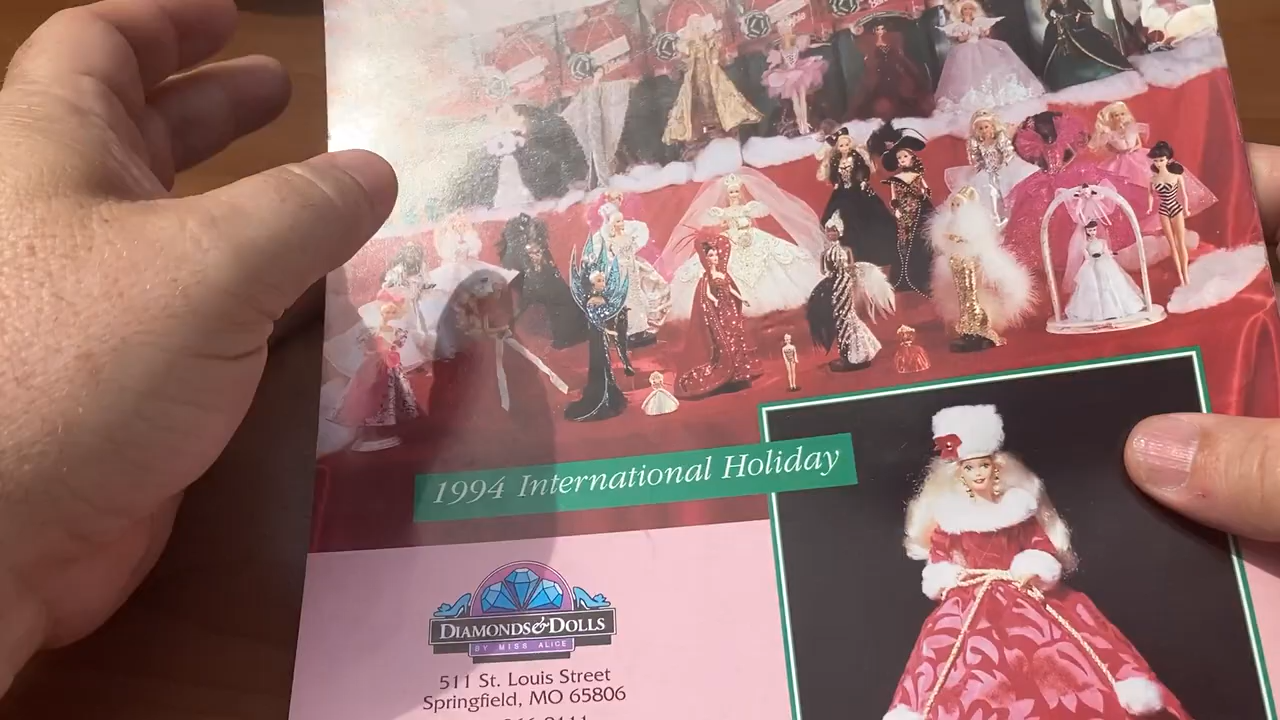 1994 International Holiday
DIAMONDS & DOLLS
BY MISS ALICE
511 St. Louis Street
Springfield, MO 65806